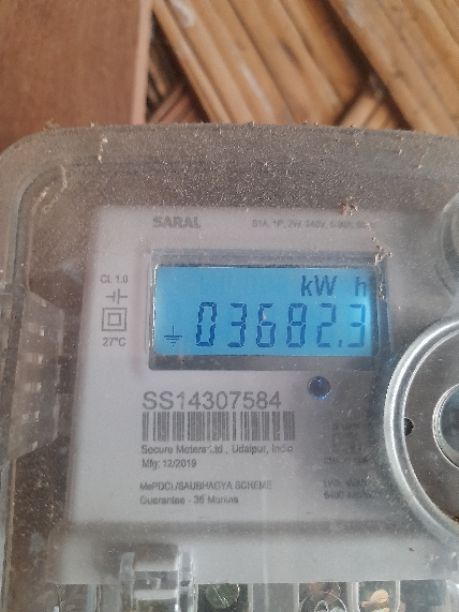 SARAL
kW h
CL 1.0
03682.3
27°C
SS14307584
Secure Meters Ltd., Udaipur, India
Mfg: 12/2019
MePDCL/SAUBHAGYA SCHEME
Guarantee - 36 Months